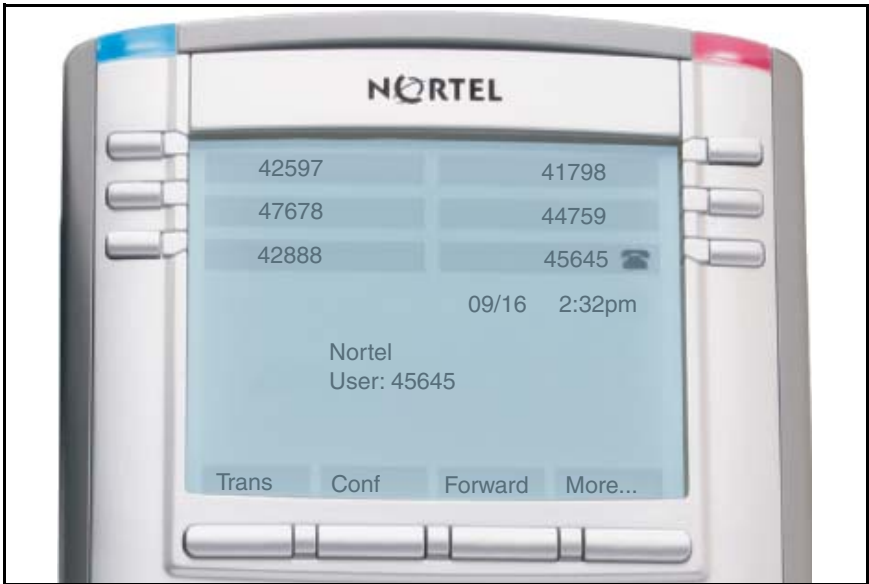 NORTEL
42597 41798
47678 44759
42888 45645
09/16 2:32pm
Nortel
User: 45645
Trans Conf Forward More...